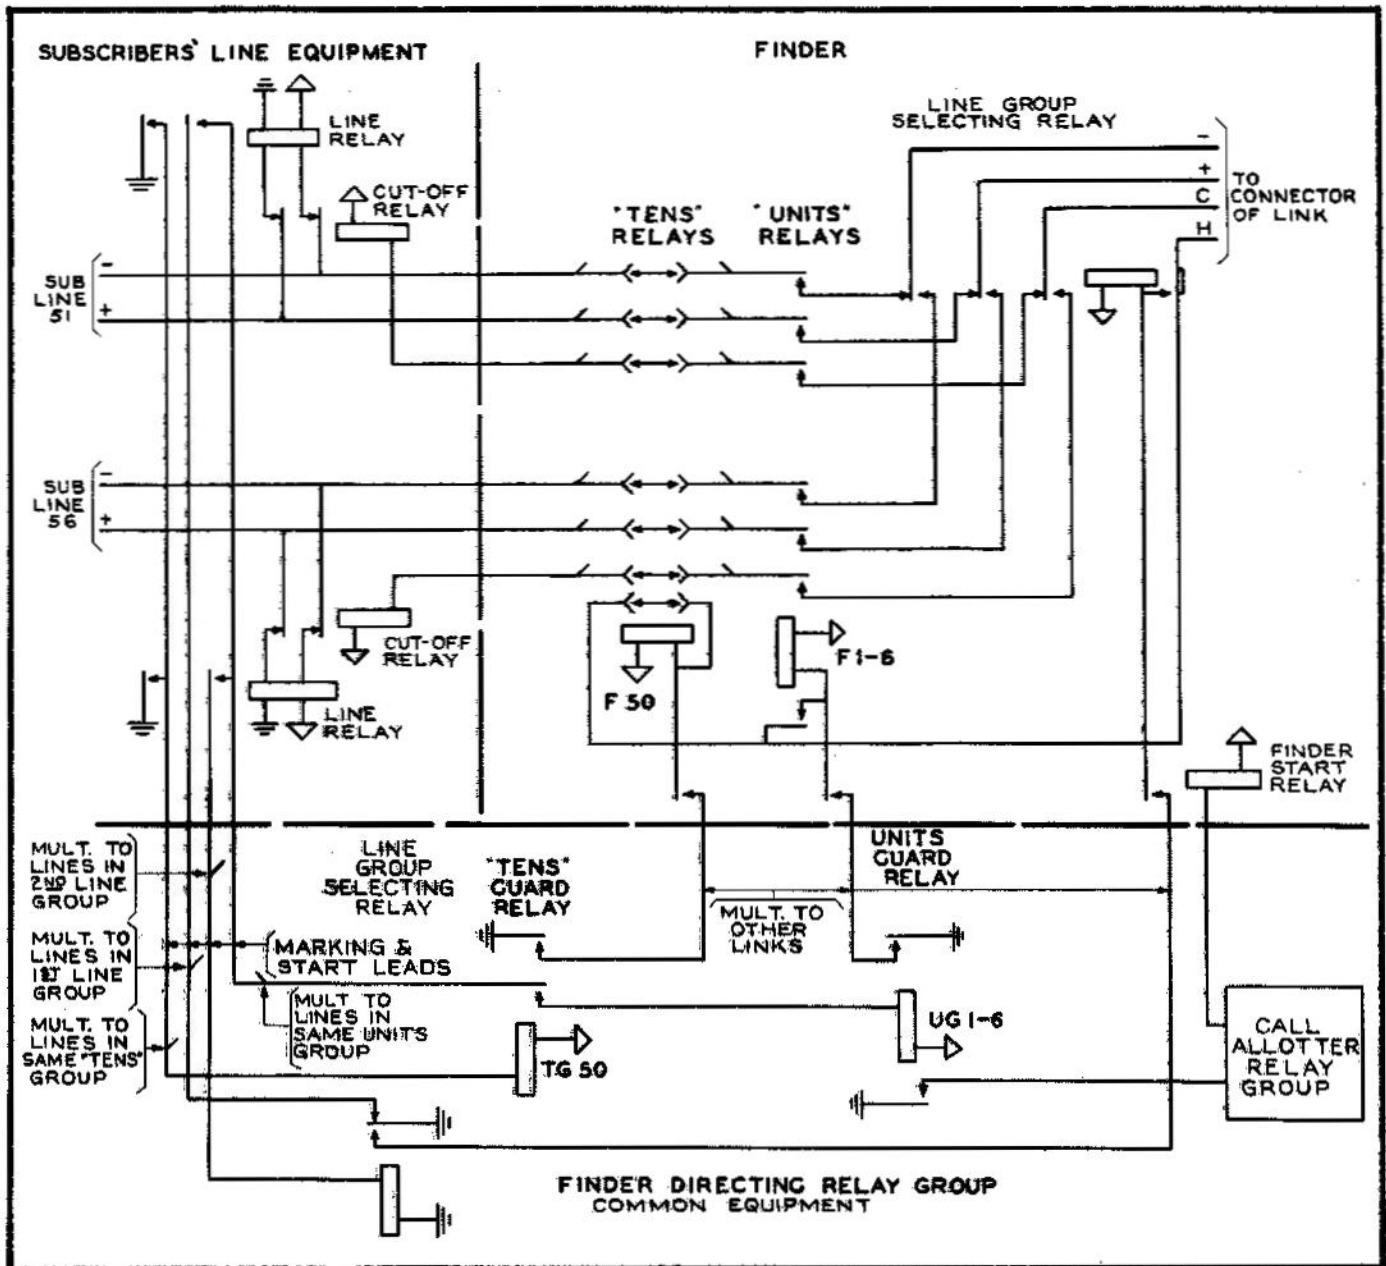 SUBSCRIBERS' LINE EQUIPMENT
FINDER
LINE
RELAY
CUT-OFF
RELAY
LINE GROUP
SELECTING RELAY
-
+
C
H
TO
CONNECTOR
OF LINK
"TENS"
RELAYS
"UNITS"
RELAYS
SUB
LINE
51
-
+
SUB
LINE
56
-
+
CUT-OFF
RELAY
LINE
RELAY
F 50
F 1-6
FINDER
START
RELAY
MULT. TO
LINES IN
2ND LINE
GROUP
LINE
GROUP
SELECTING
RELAY
"TENS"
GUARD
RELAY
UNITS
GUARD
RELAY
MULT. TO
OTHER
LINKS
MULT. TO
LINES IN
1ST LINE
GROUP
MARKING &
START LEADS
MULT. TO
LINES IN
SAME UNITS
GROUP
MULT. TO
LINES IN
SAME "TENS"
GROUP
TG 50
UG 1-6
CALL
ALLOTTER
RELAY
GROUP
FINDER DIRECTING RELAY GROUP
COMMON EQUIPMENT